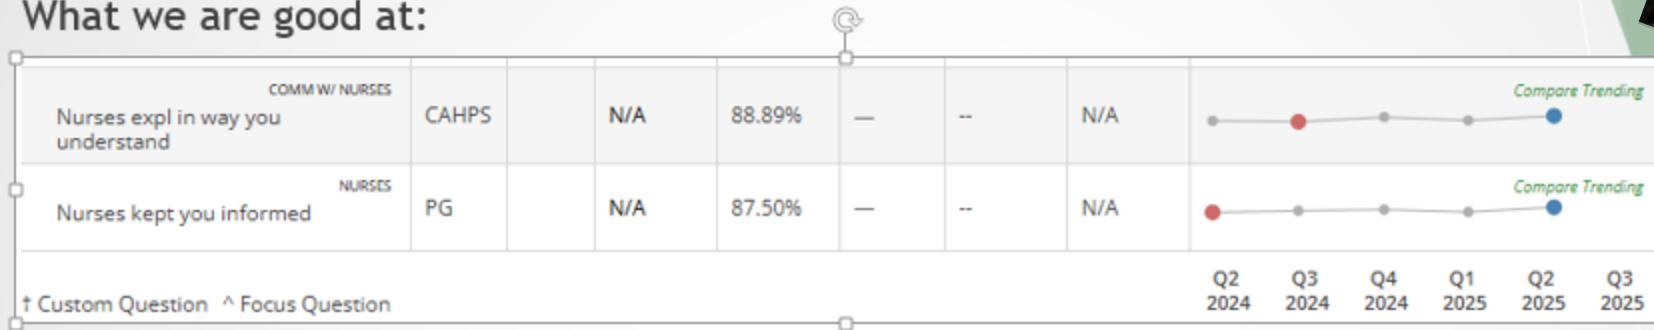 What we are good at:
COMM W/ NURSES
Nurses expl in way you
understand
CAHPS
N/A
88.89%
—
--
N/A
Compare Trending
NURSES
Nurses kept you informed
PG
N/A
87.50%
—
--
N/A
Compare Trending
Q2 Q3 Q4 Q1 Q2 Q3
2024 2024 2024 2025 2025 2025
† Custom Question ^ Focus Question